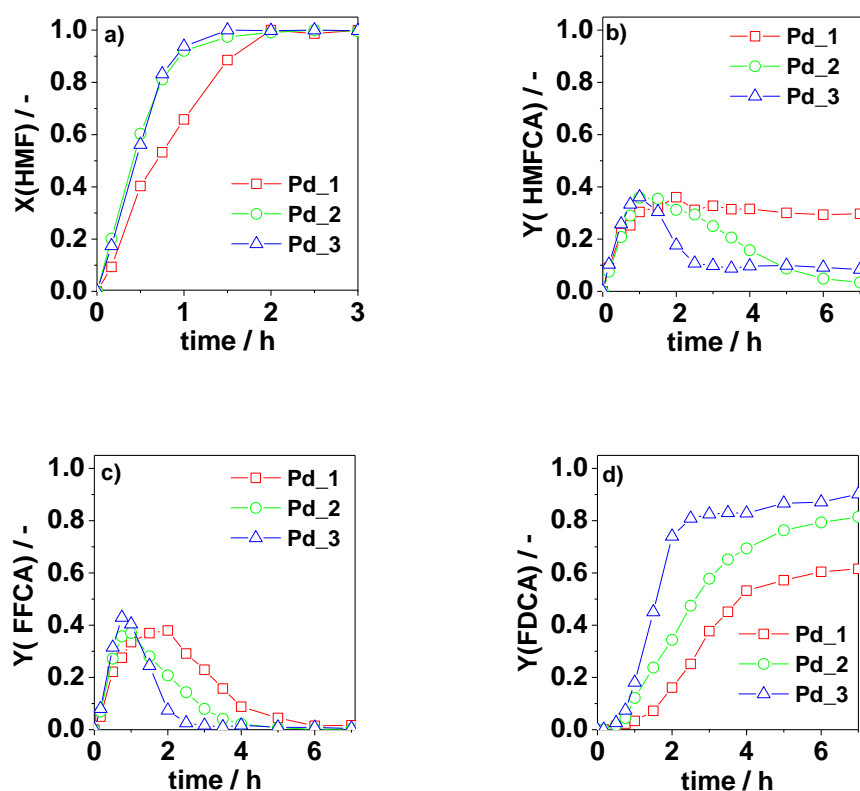 a)
X(HMF) / -
1.0
0.8
0.6
0.4
0.2
0.0
Pd_1
Pd_2
Pd_3
0 1 2 3
time / h
b)
Y( HMFCA) / -
1.0
0.8
0.6
0.4
0.2
0.0
Pd_1
Pd_2
Pd_3
0 2 4 6
time / h
c)
Y( FFCA) / -
1.0
0.8
0.6
0.4
0.2
0.0
Pd_1
Pd_2
Pd_3
0 2 4 6
time / h
d)
Y(FDCA) / -
1.0
0.8
0.6
0.4
0.2
0.0
Pd_1
Pd_2
Pd_3
0 2 4 6
time / h